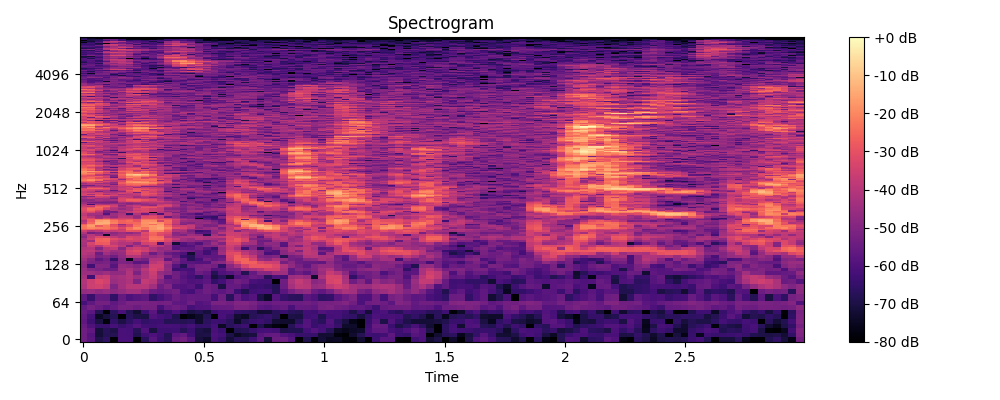 Spectrogram
Hz
4096
2048
1024
512
256
128
64
0
0
0.5
1
1.5
2
2.5
Time
+0 dB
-10 dB
-20 dB
-30 dB
-40 dB
-50 dB
-60 dB
-70 dB
-80 dB